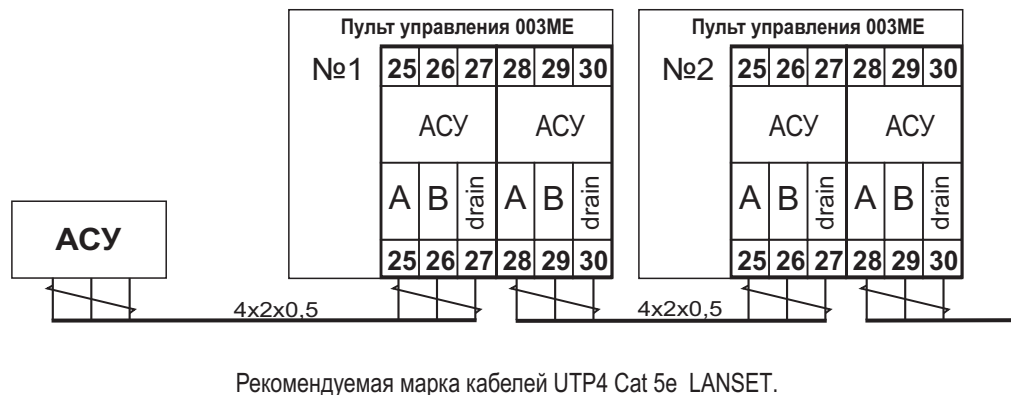 Пульт управления 003МЕ
Пульт управления 003МЕ
№1 25 26 27 28 29 30
№2 25 26 27 28 29 30
АСУ АСУ
АСУ АСУ
A B drain A B drain
A B drain A B drain
АСУ
25 26 27 28 29 30
25 26 27 28 29 30
4x2x0,5
4x2x0,5
Рекомендуемая марка кабелей UTP4 Cat 5e LANSET.